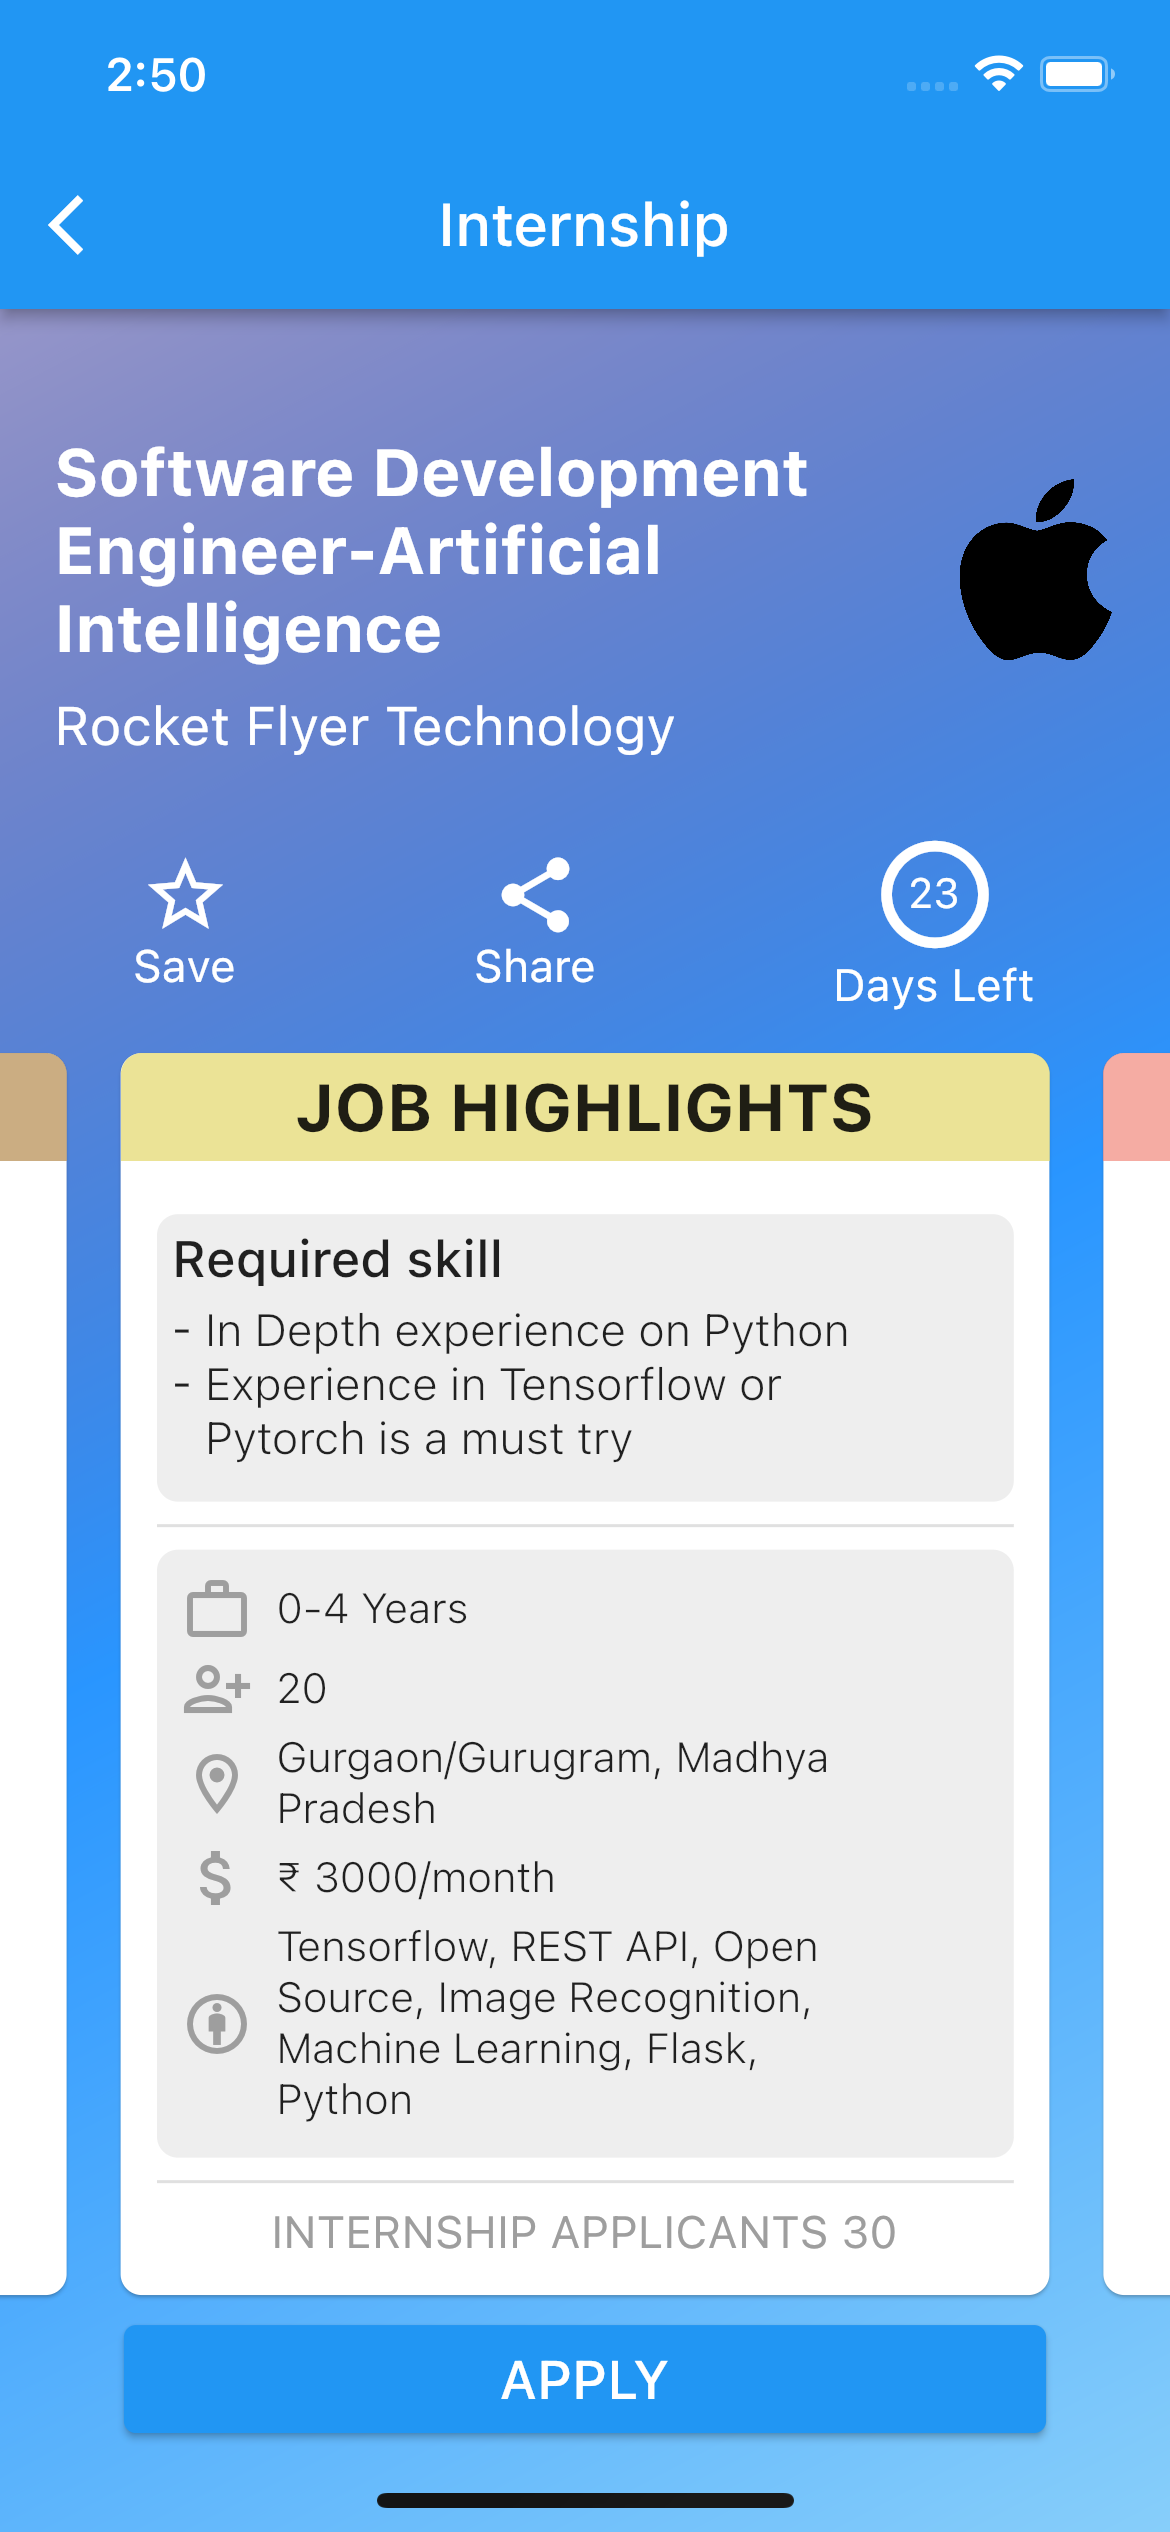 2:50
Internship
Software Development
Engineer-Artificial
Intelligence
Rocket Flyer Technology
23
Save
Share
Days Left
JOB HIGHLIGHTS
Required skill
- In Depth experience on Python
- Experience in Tensorflow or
Pytorch is a must try
0-4 Years
20
Gurgaon/Gurugram, Madhya
Pradesh
$
₹ 3000/month
Tensorflow, REST API, Open
Source, Image Recognition,
Machine Learning, Flask,
Python
INTERNSHIP APPLICANTS 30
APPLY